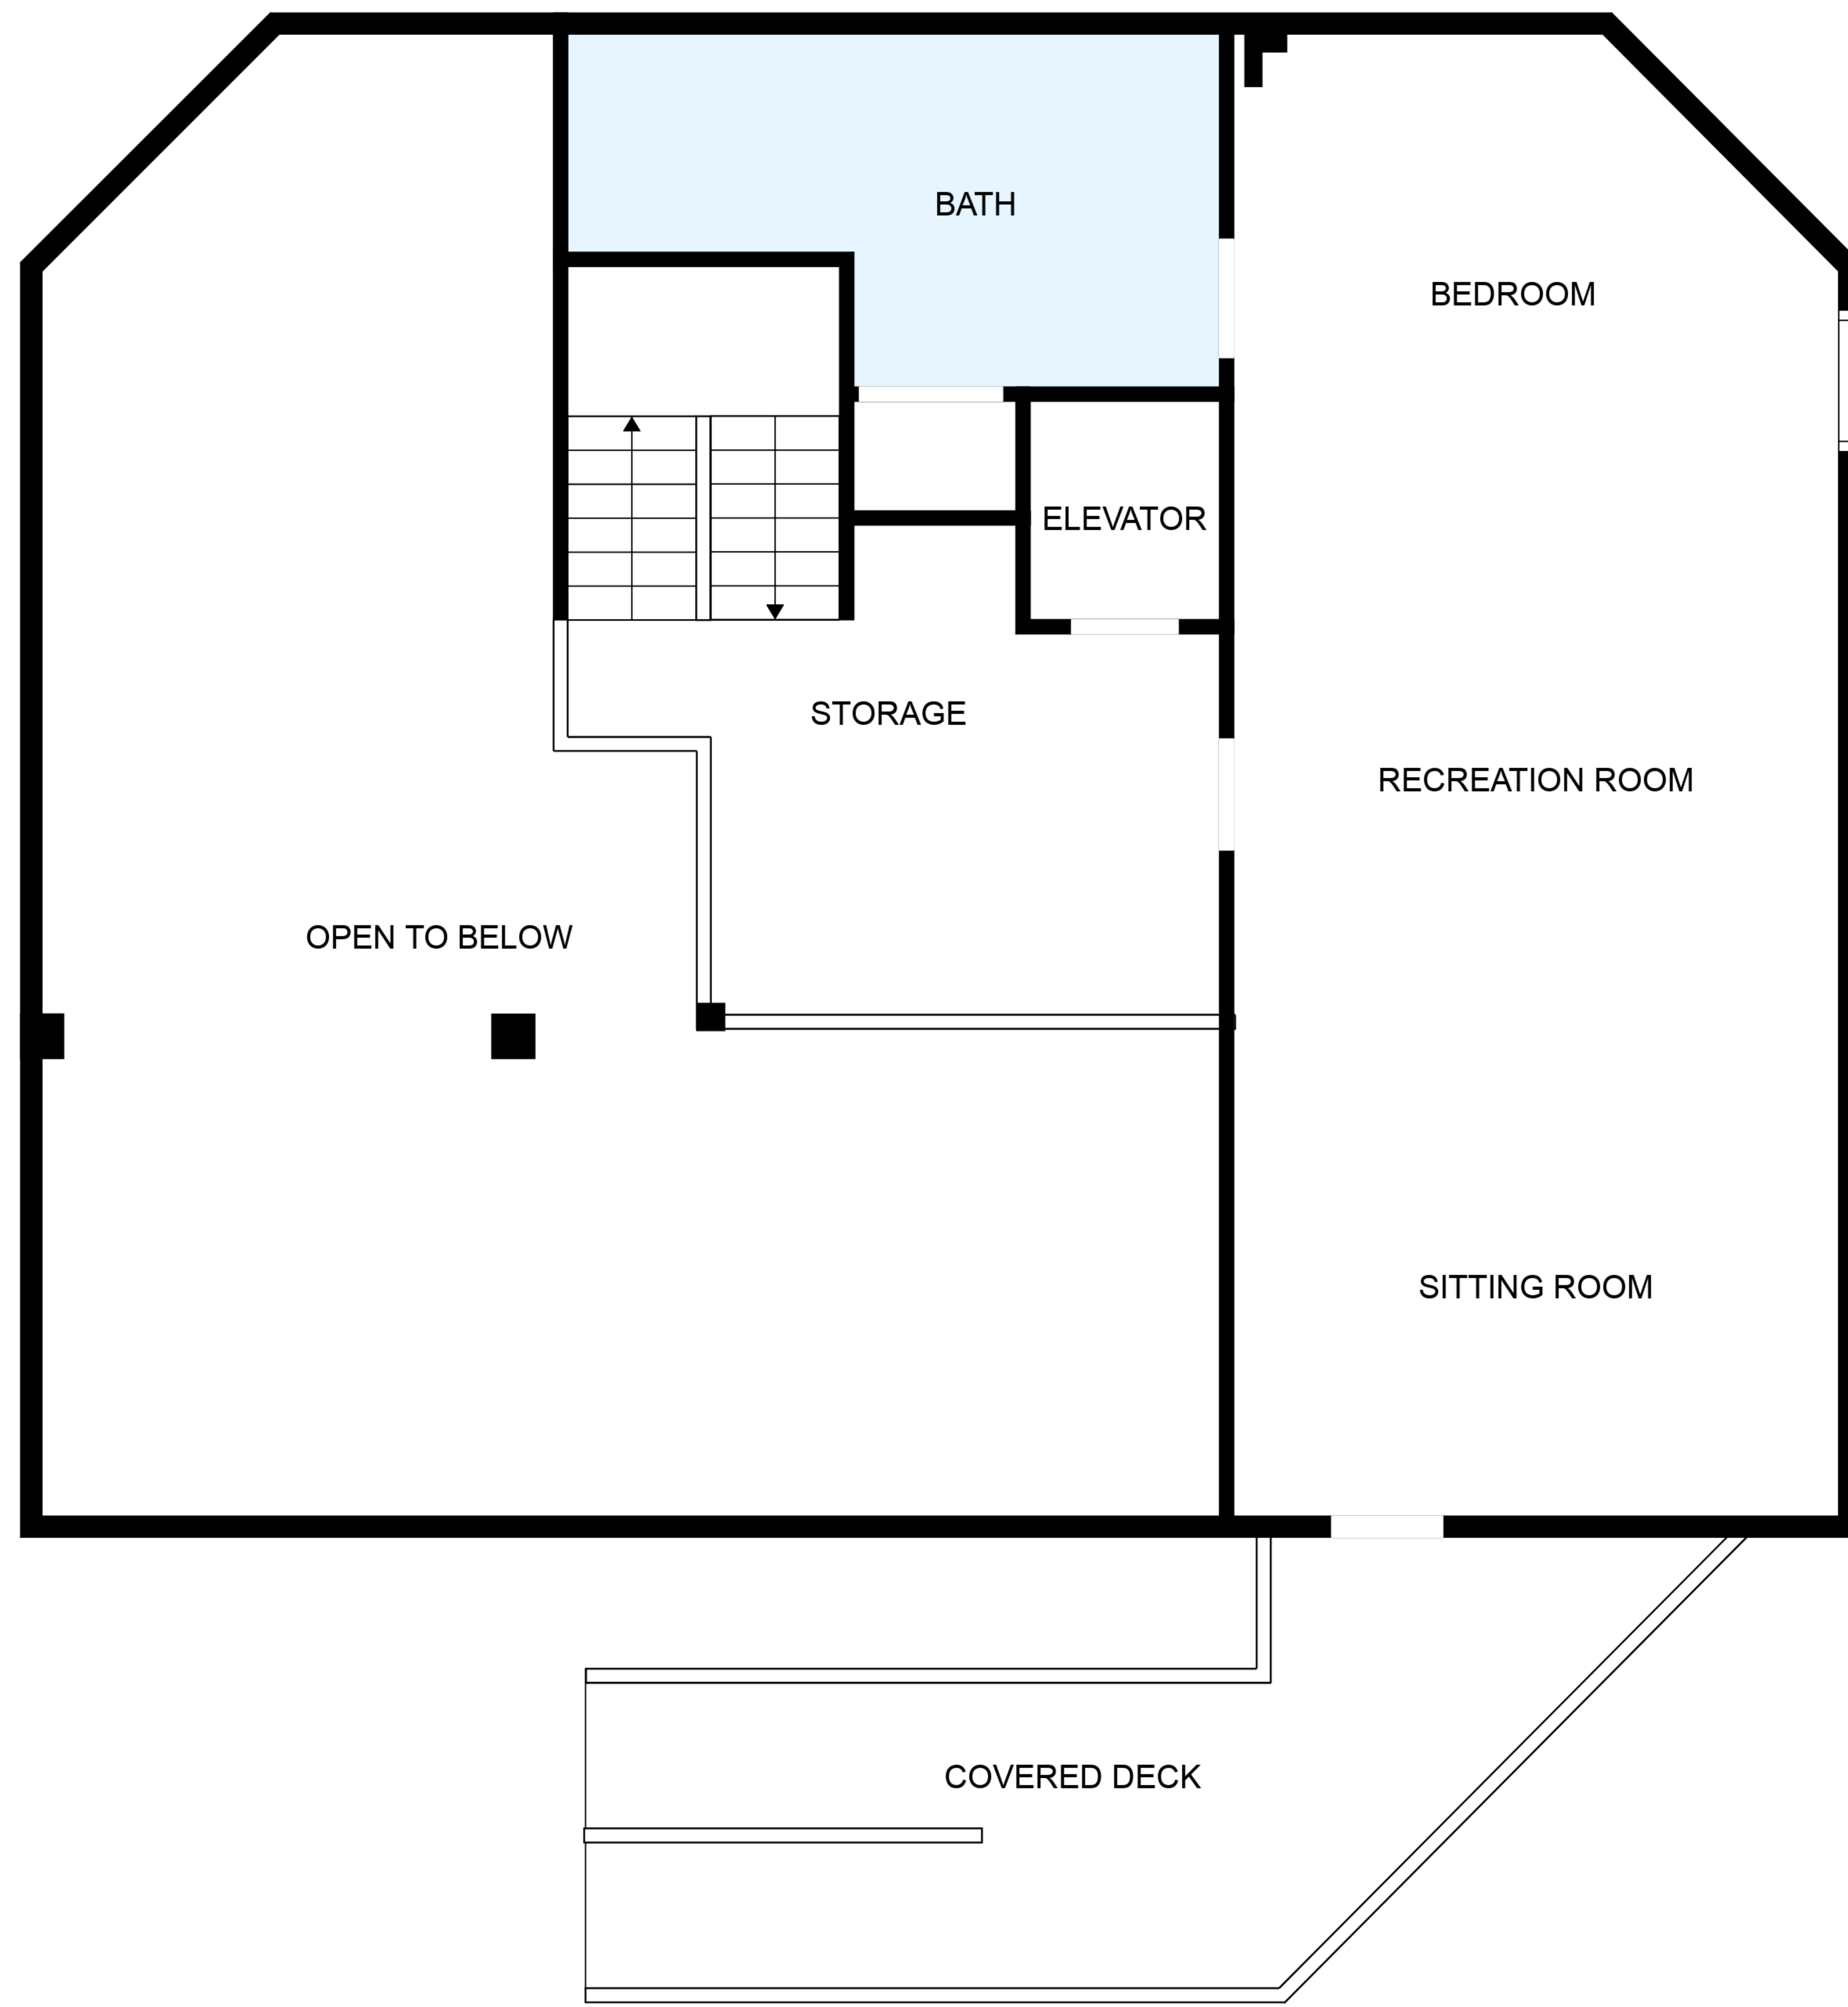 BATH
BEDROOM
ELEVATOR
STORAGE
RECREATION ROOM
OPEN TO BELOW
SITTING ROOM
COVERED DECK